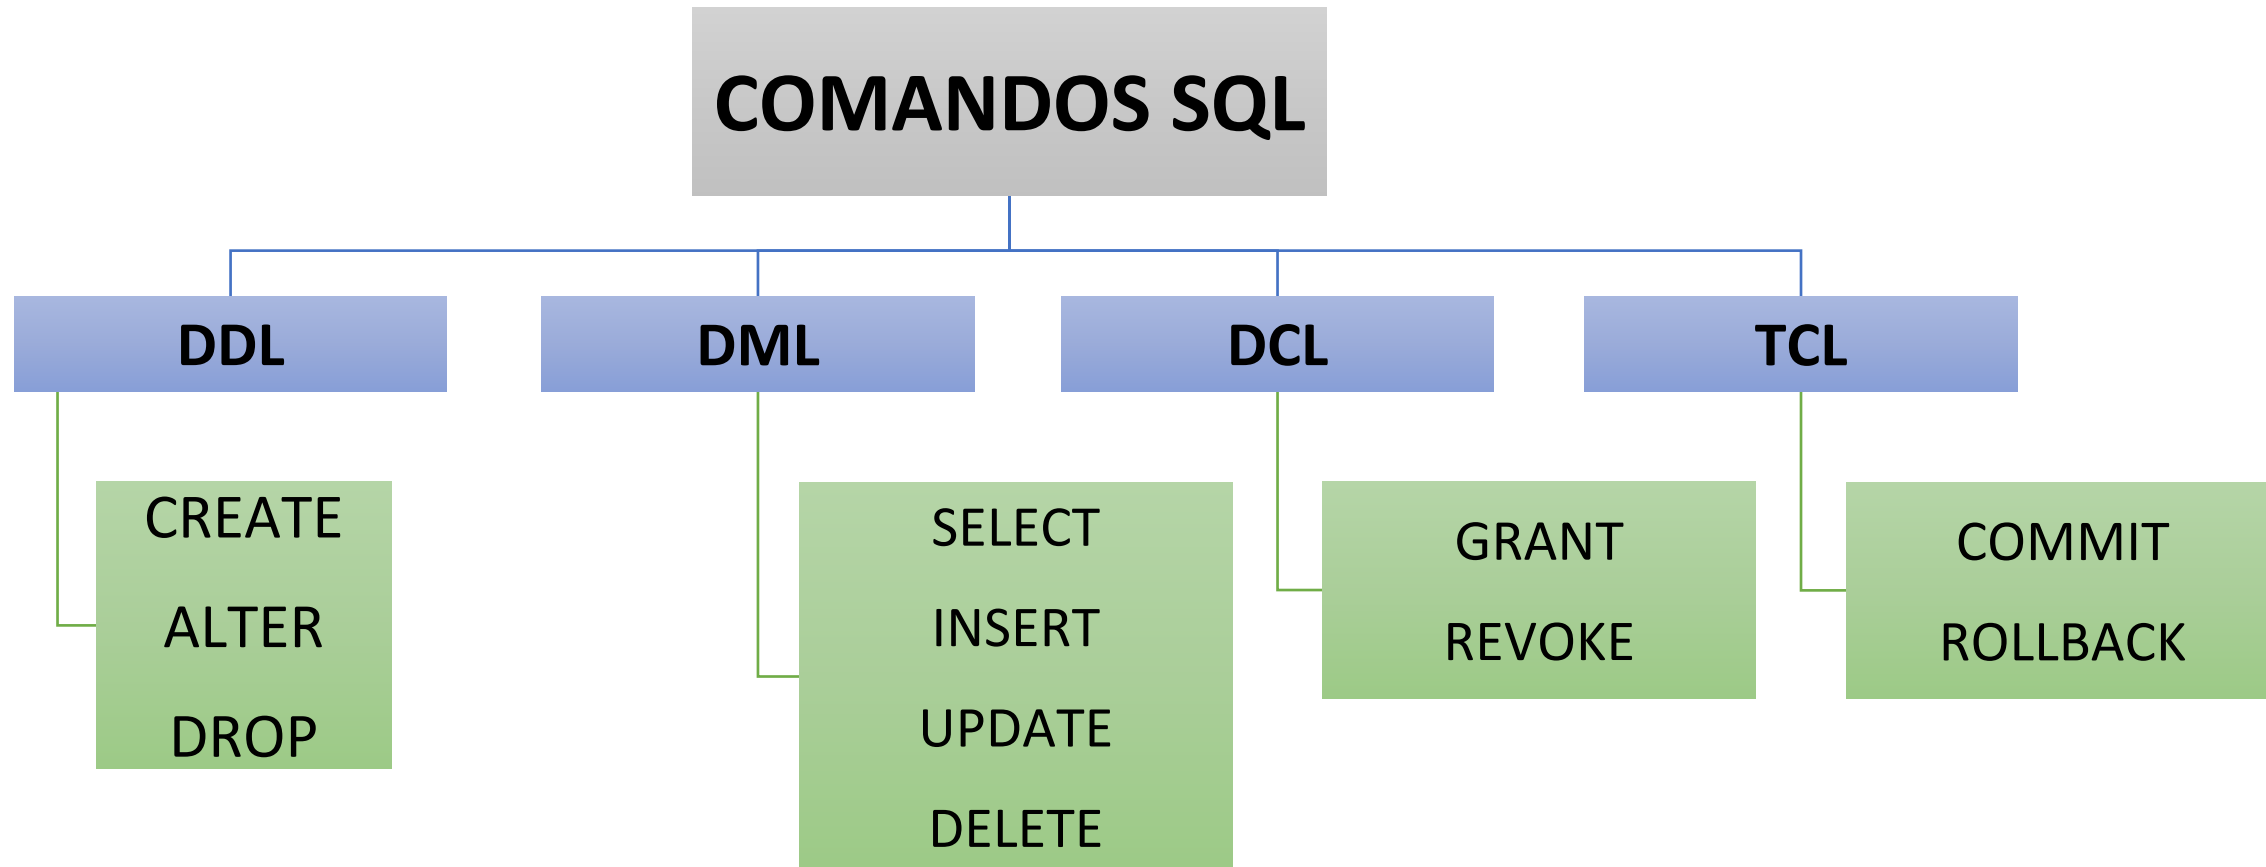 COMANDOS SQL
DDL
DML
DCL
TCL
CREATE
ALTER
DROP
SELECT
INSERT
UPDATE
DELETE
GRANT
REVOKE
COMMIT
ROLLBACK